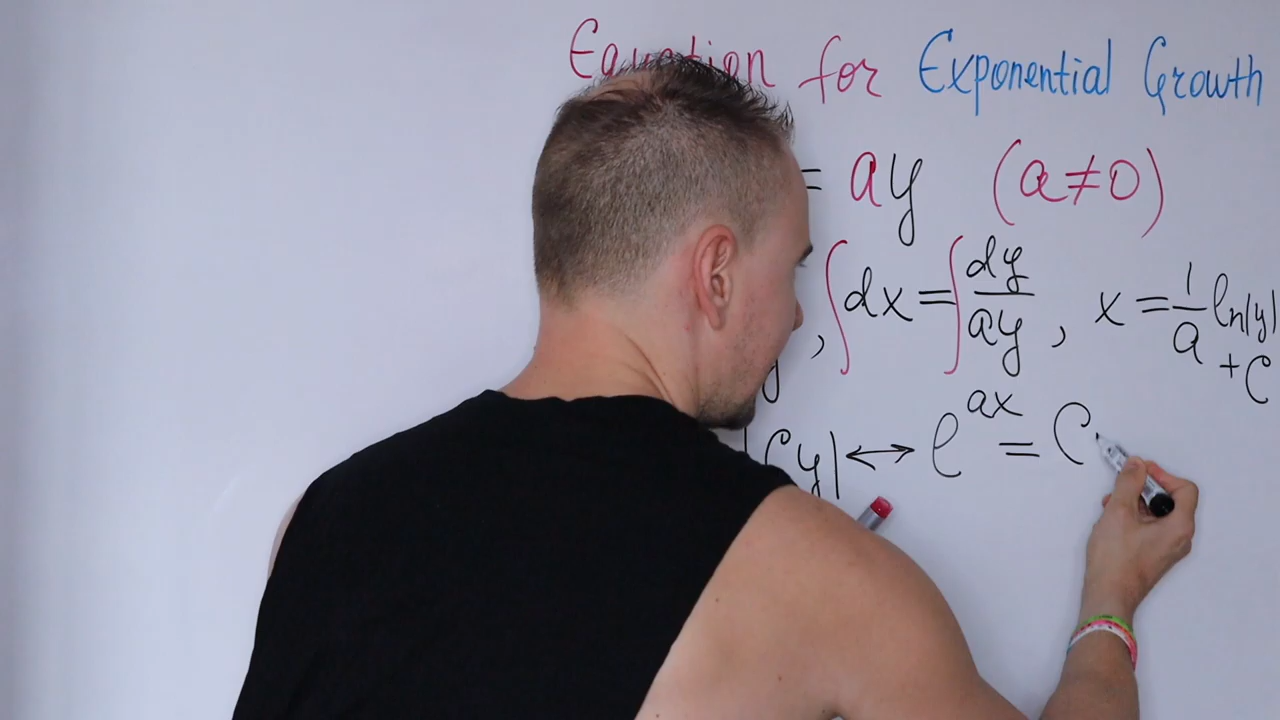 Equation for Exponential Growth
= ay (a≠0)
, ∫dx = ∫dy/ay , x = 1/a ln|y| + C
Cy| ↔ e^ax = C